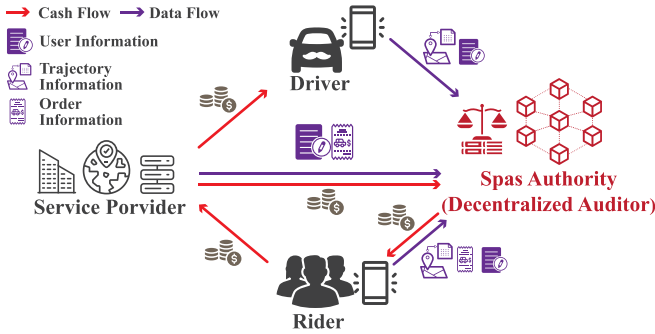 Cash Flow Data Flow
User Information
Trajectory
Information
Order
Information
Driver
Service Porvider
Spas Authority
(Decentralized Auditor)
Rider